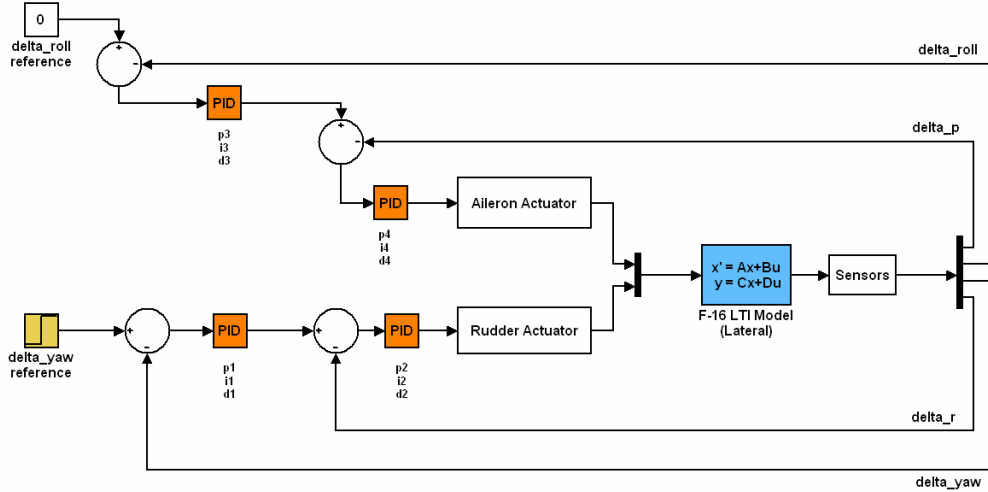 0
delta_roll
reference
+
-
delta_roll
PID
p3
i3
d3
+
-
delta_p
PID
p4
i4
d4
Aileron Actuator
x' = Ax+Bu
y = Cx+Du
F-16 LTI Model
(Lateral)
Sensors
delta_yaw
reference
+
-
PID
p1
i1
d1
+
-
PID
p2
i2
d2
Rudder Actuator
delta_r
delta_yaw